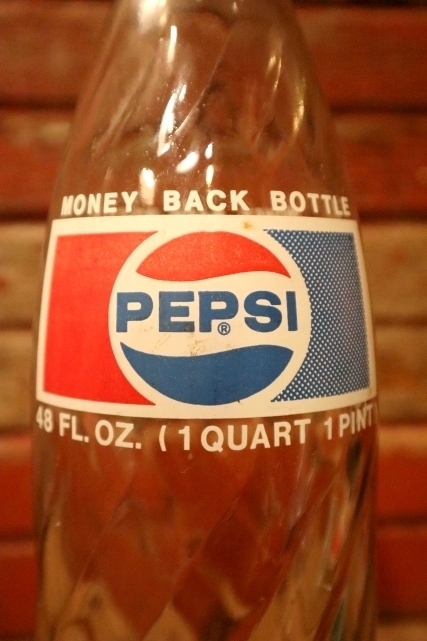 MONEY BACK BOTTLE
PEPSI
®
48 FL. OZ. (1 QUART 1 PINT)